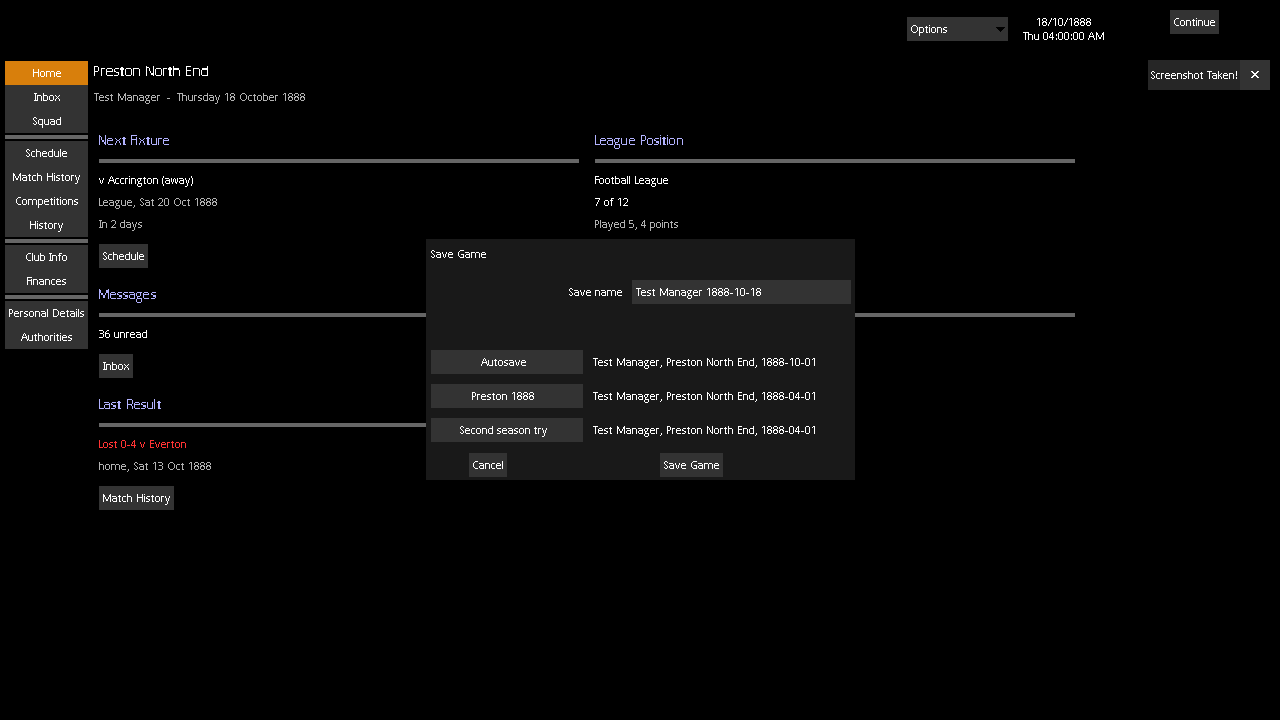 Options
18/10/1888
Thu 04:00:00 AM
Continue
Screenshot Taken!
Home
Inbox
Squad
Schedule
Match History
Competitions
History
Club Info
Finances
Personal Details
Authorities
Preston North End
Test Manager - Thursday 18 October 1888
Next Fixture
v Accrington (away)
League, Sat 20 Oct 1888
In 2 days
Schedule
League Position
Football League
7 of 12
Played 5, 4 points
Messages
36 unread
Inbox
Last Result
Lost 0-4 v Everton
home, Sat 13 Oct 1888
Match History
Save Game
Save name Test Manager 1888-10-18
Autosave Test Manager, Preston North End, 1888-10-01
Preston 1888 Test Manager, Preston North End, 1888-04-01
Second season try Test Manager, Preston North End, 1888-04-01
Cancel Save Game